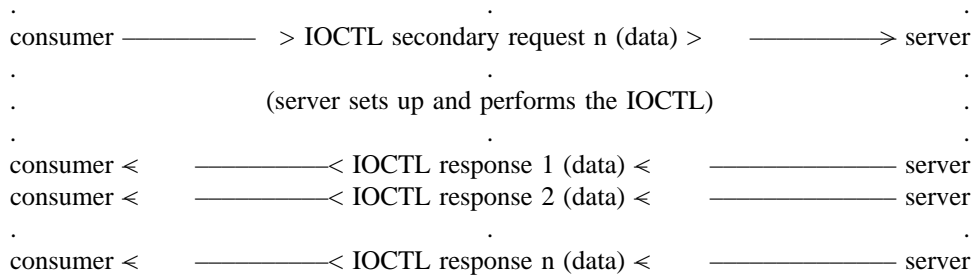 . . .
consumer —————— > IOCTL secondary request n (data) > ——————> server
. . .
. (server sets up and performs the IOCTL) .
. . .
consumer < ——————< IOCTL response 1 (data) < —————— server
consumer < ——————< IOCTL response 2 (data) < —————— server
. . .
consumer < ——————< IOCTL response n (data) < —————— server